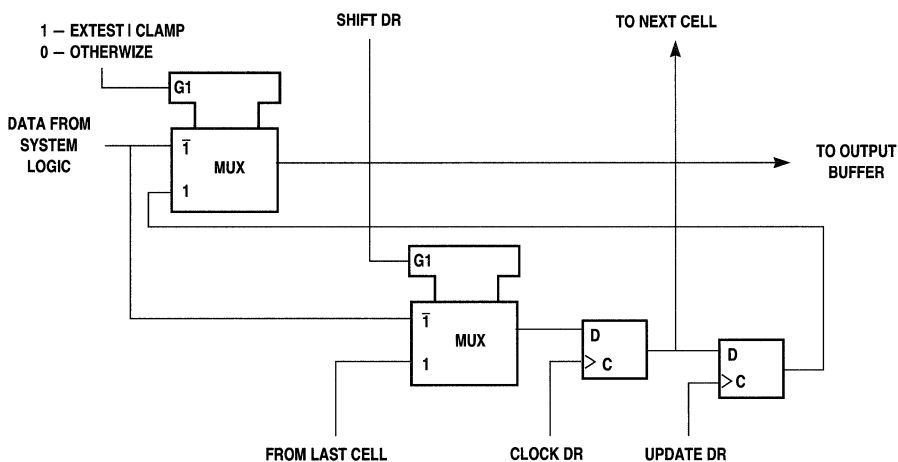 1 – EXTEST | CLAMP
0 – OTHERWIZE
SHIFT DR
TO NEXT CELL
G1
DATA FROM
SYSTEM
LOGIC
1̅
MUX
1
TO OUTPUT
BUFFER
G1
1̅
MUX
1
D
C
D
C
FROM LAST CELL
CLOCK DR
UPDATE DR